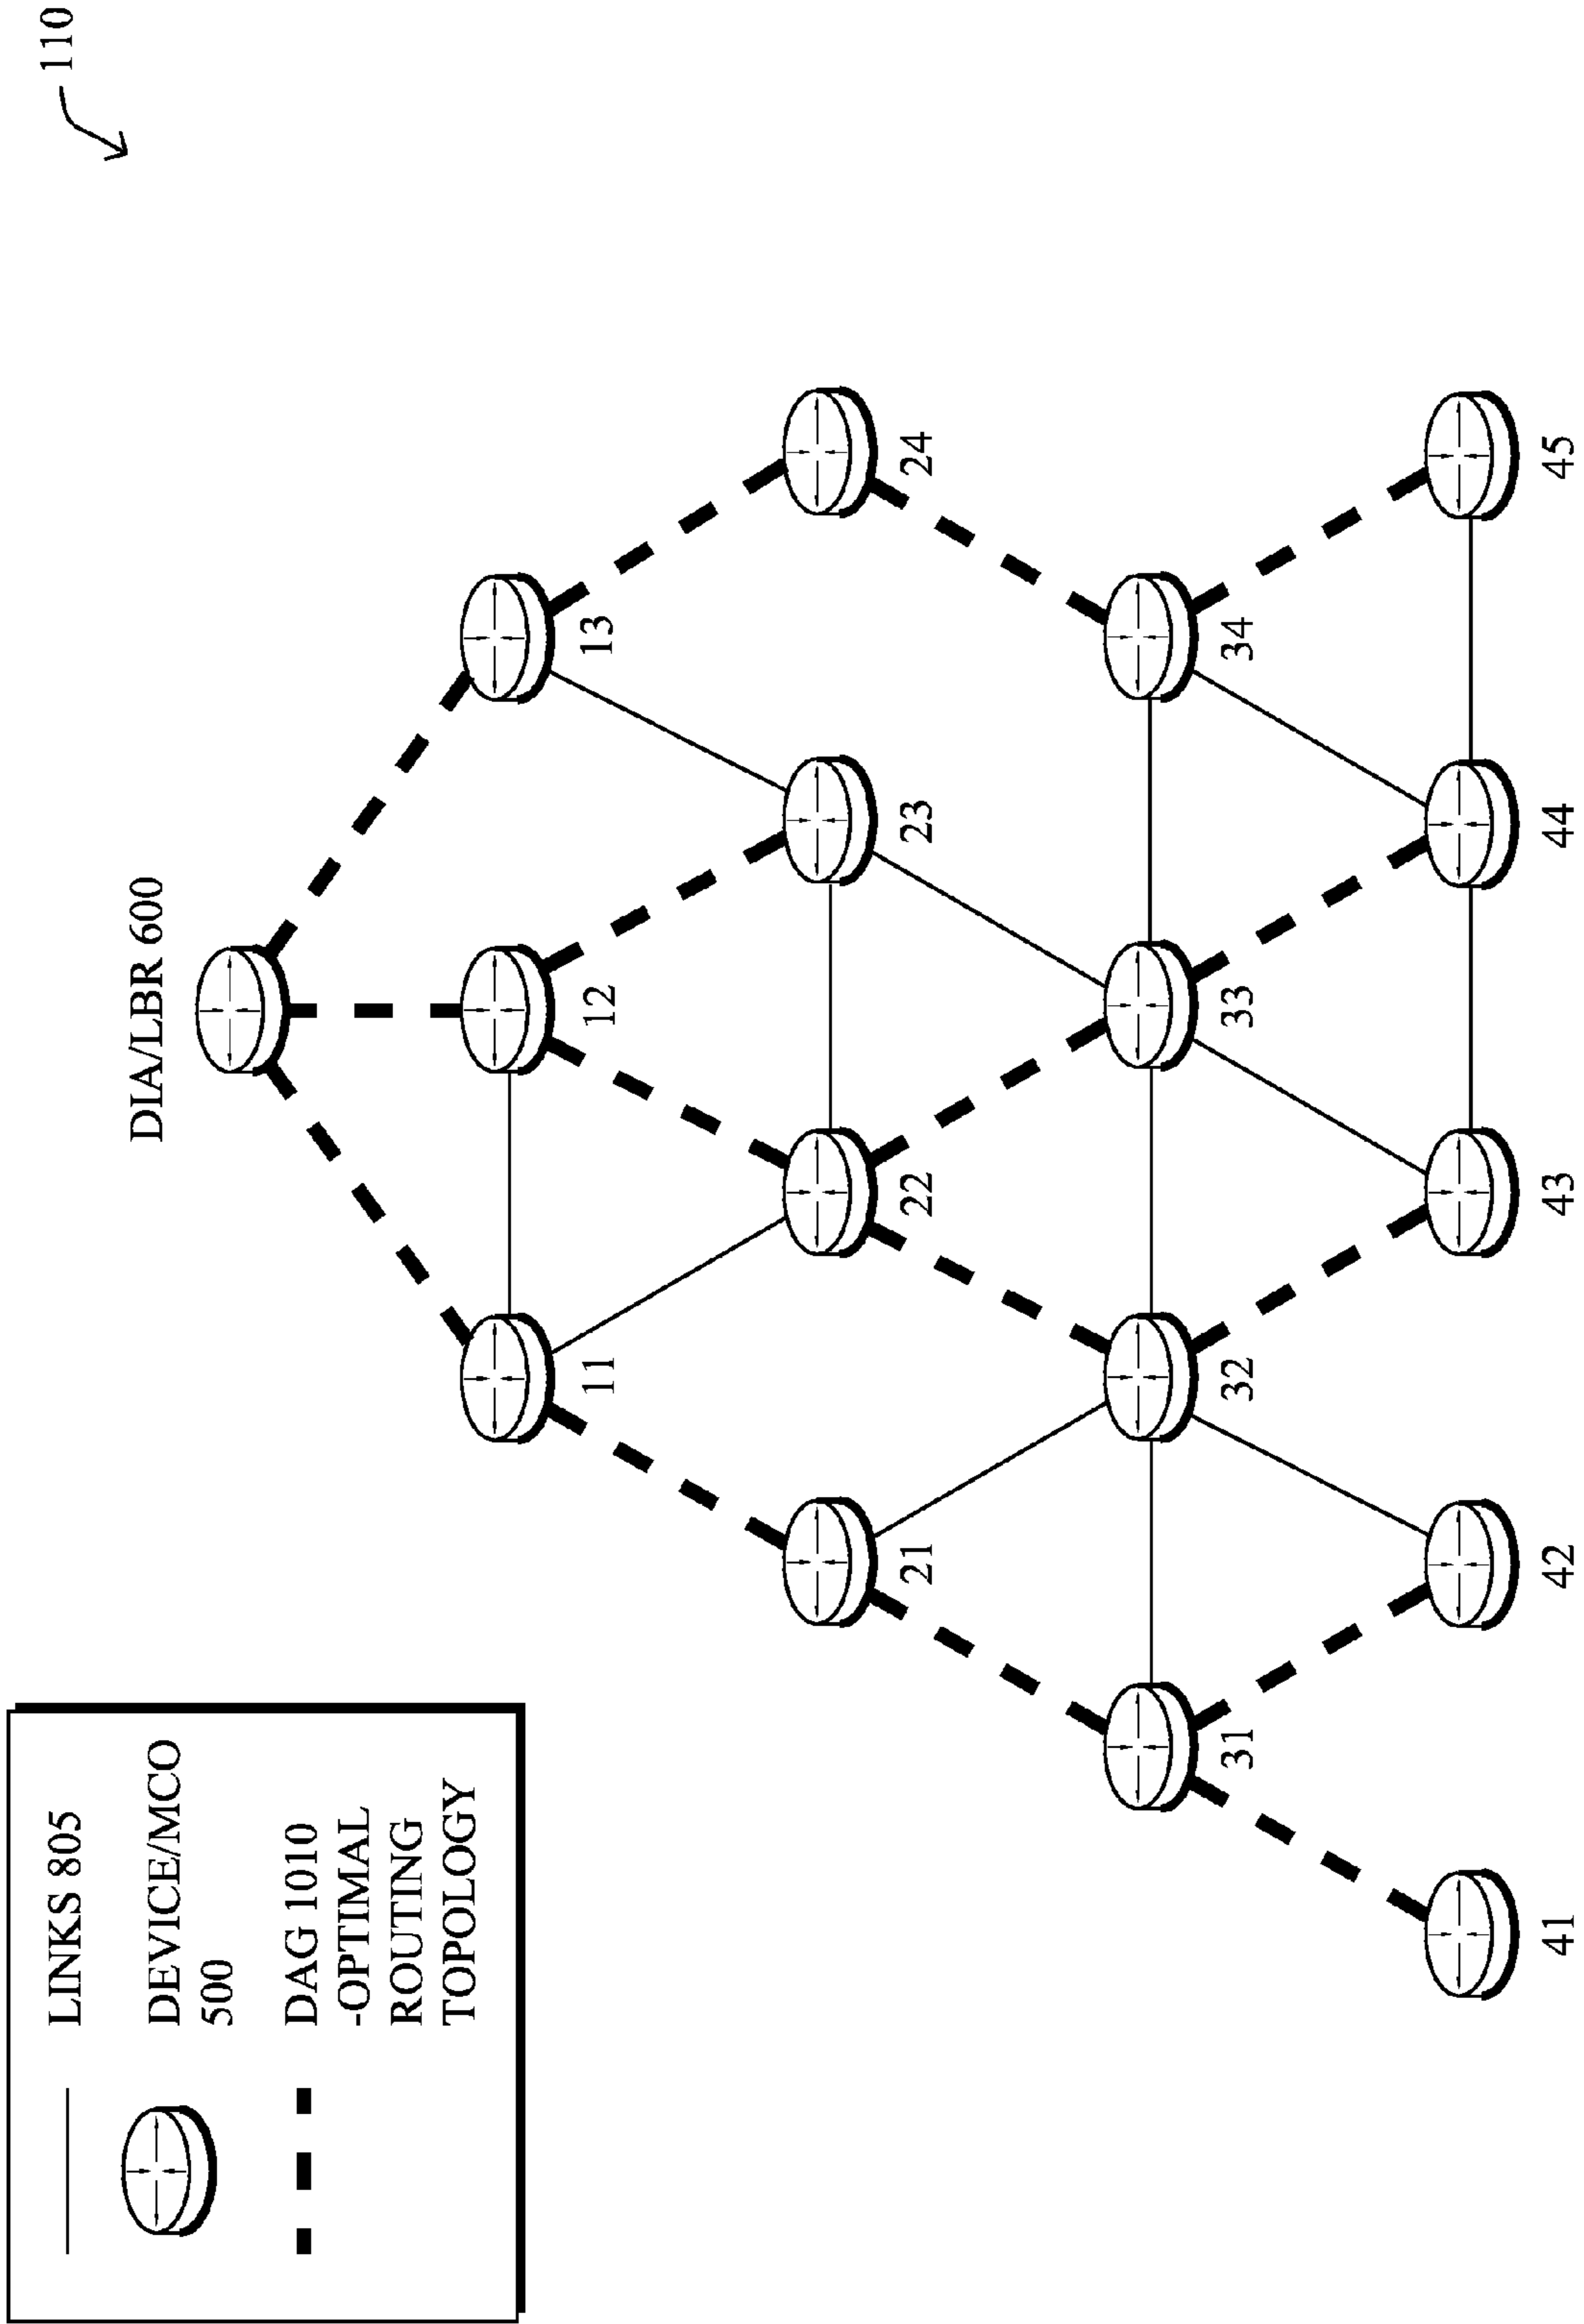 110
LINKS 805
DEVICE/MCO
500
DAG 1010
-OPTIMAL
ROUTING
TOPOLOGY
DIA/LBR 600
11
12
13
21
22
23
24
31
32
33
34
41
42
43
44
45